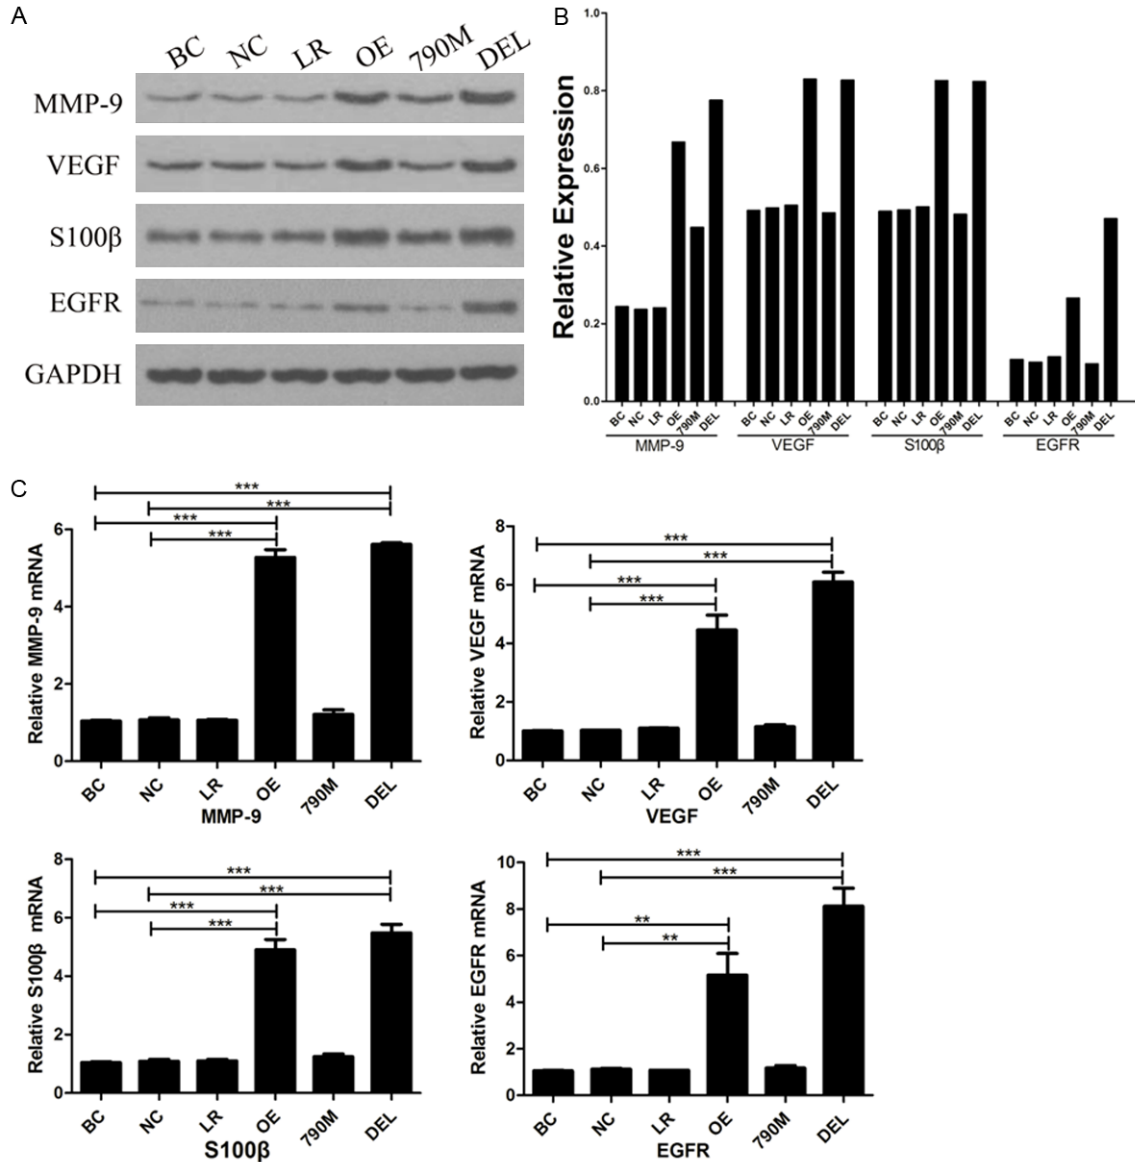 A
BC NC LR OE 790M DEL
MMP-9
VEGF
S100β
EGFR
GAPDH
B
Relative Expression
1.0
0.8
0.6
0.4
0.2
0.0
BC NC LR OE 790M DEL BC NC LR OE 790M DEL BC NC LR OE 790M DEL BC NC LR OE 790M DEL
MMP-9 VEGF S100β EGFR
C
***
***
***
***
Relative MMP-9 mRNA
6
4
2
0
BC NC LR OE 790M DEL
MMP-9
***
***
***
***
Relative VEGF mRNA
8
6
4
2
0
BC NC LR OE 790M DEL
VEGF
***
***
***
***
Relative S100β mRNA
8
6
4
2
0
BC NC LR OE 790M DEL
S100β
***
***
**
**
Relative EGFR mRNA
10
8
6
4
2
0
BC NC LR OE 790M DEL
EGFR